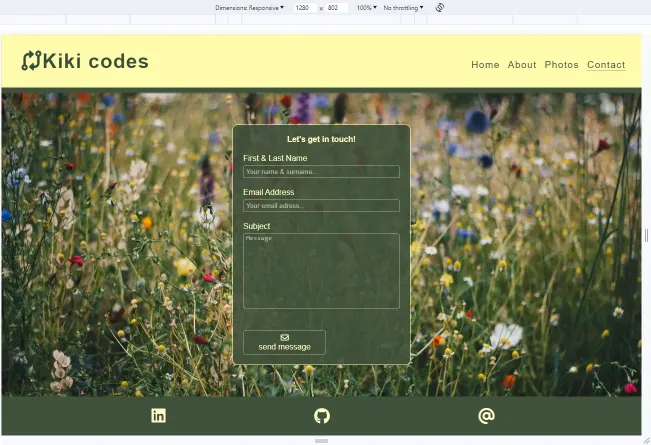 Dimensions: Responsive 1280 x 802 100% No throttling
Kiki codes
Home About Photos Contact
Let's get in touch!
First & Last Name
Your name & surname...
Email Address
Your email adress...
Subject
Message
send message